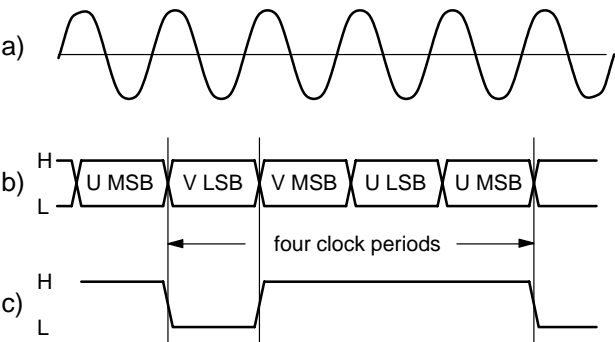 a)
H
b) U MSB V LSB V MSB U LSB U MSB
L
four clock periods
H
c)
L